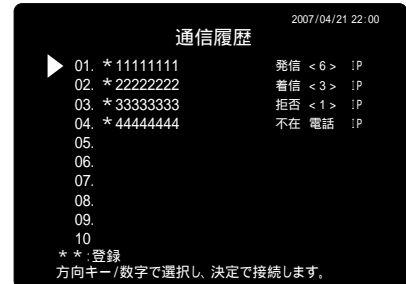 2007/04/21 22:00
通信履歴
01. *11111111 発信 <6> IP
02. *22222222 着信 <3> IP
03. *33333333 拒否 <1> IP
04. *44444444 不在 電話 IP
05.
06.
07.
08.
09.
10
**:登録
方向キー/数字で選択し、決定で接続します。